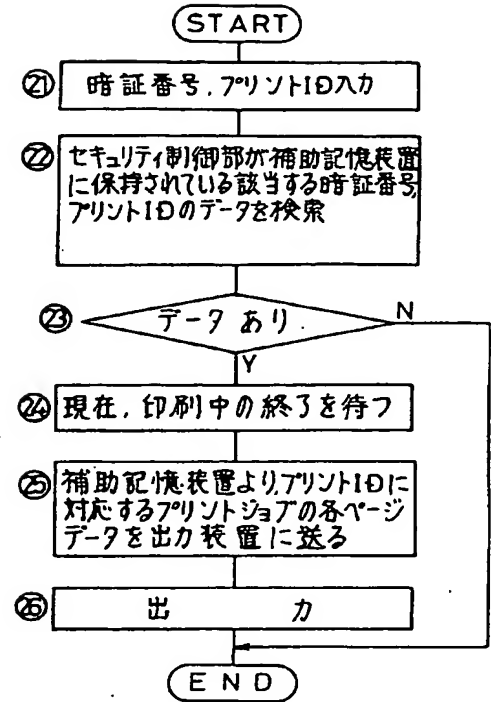 START
㉑ 暗証番号,プリントID入力
㉒ セキュリティ制御部が補助記憶装置
に保持されている該当する暗証番号,
プリントIDのデータを検索
㉓ データあり
N
Y
㉔ 現在,印刷中の終了を待つ
㉕ 補助記憶装置より,プリントIDに
対応するプリントジョブの各ページ
データを出力装置に送る
㉖ 出力
END